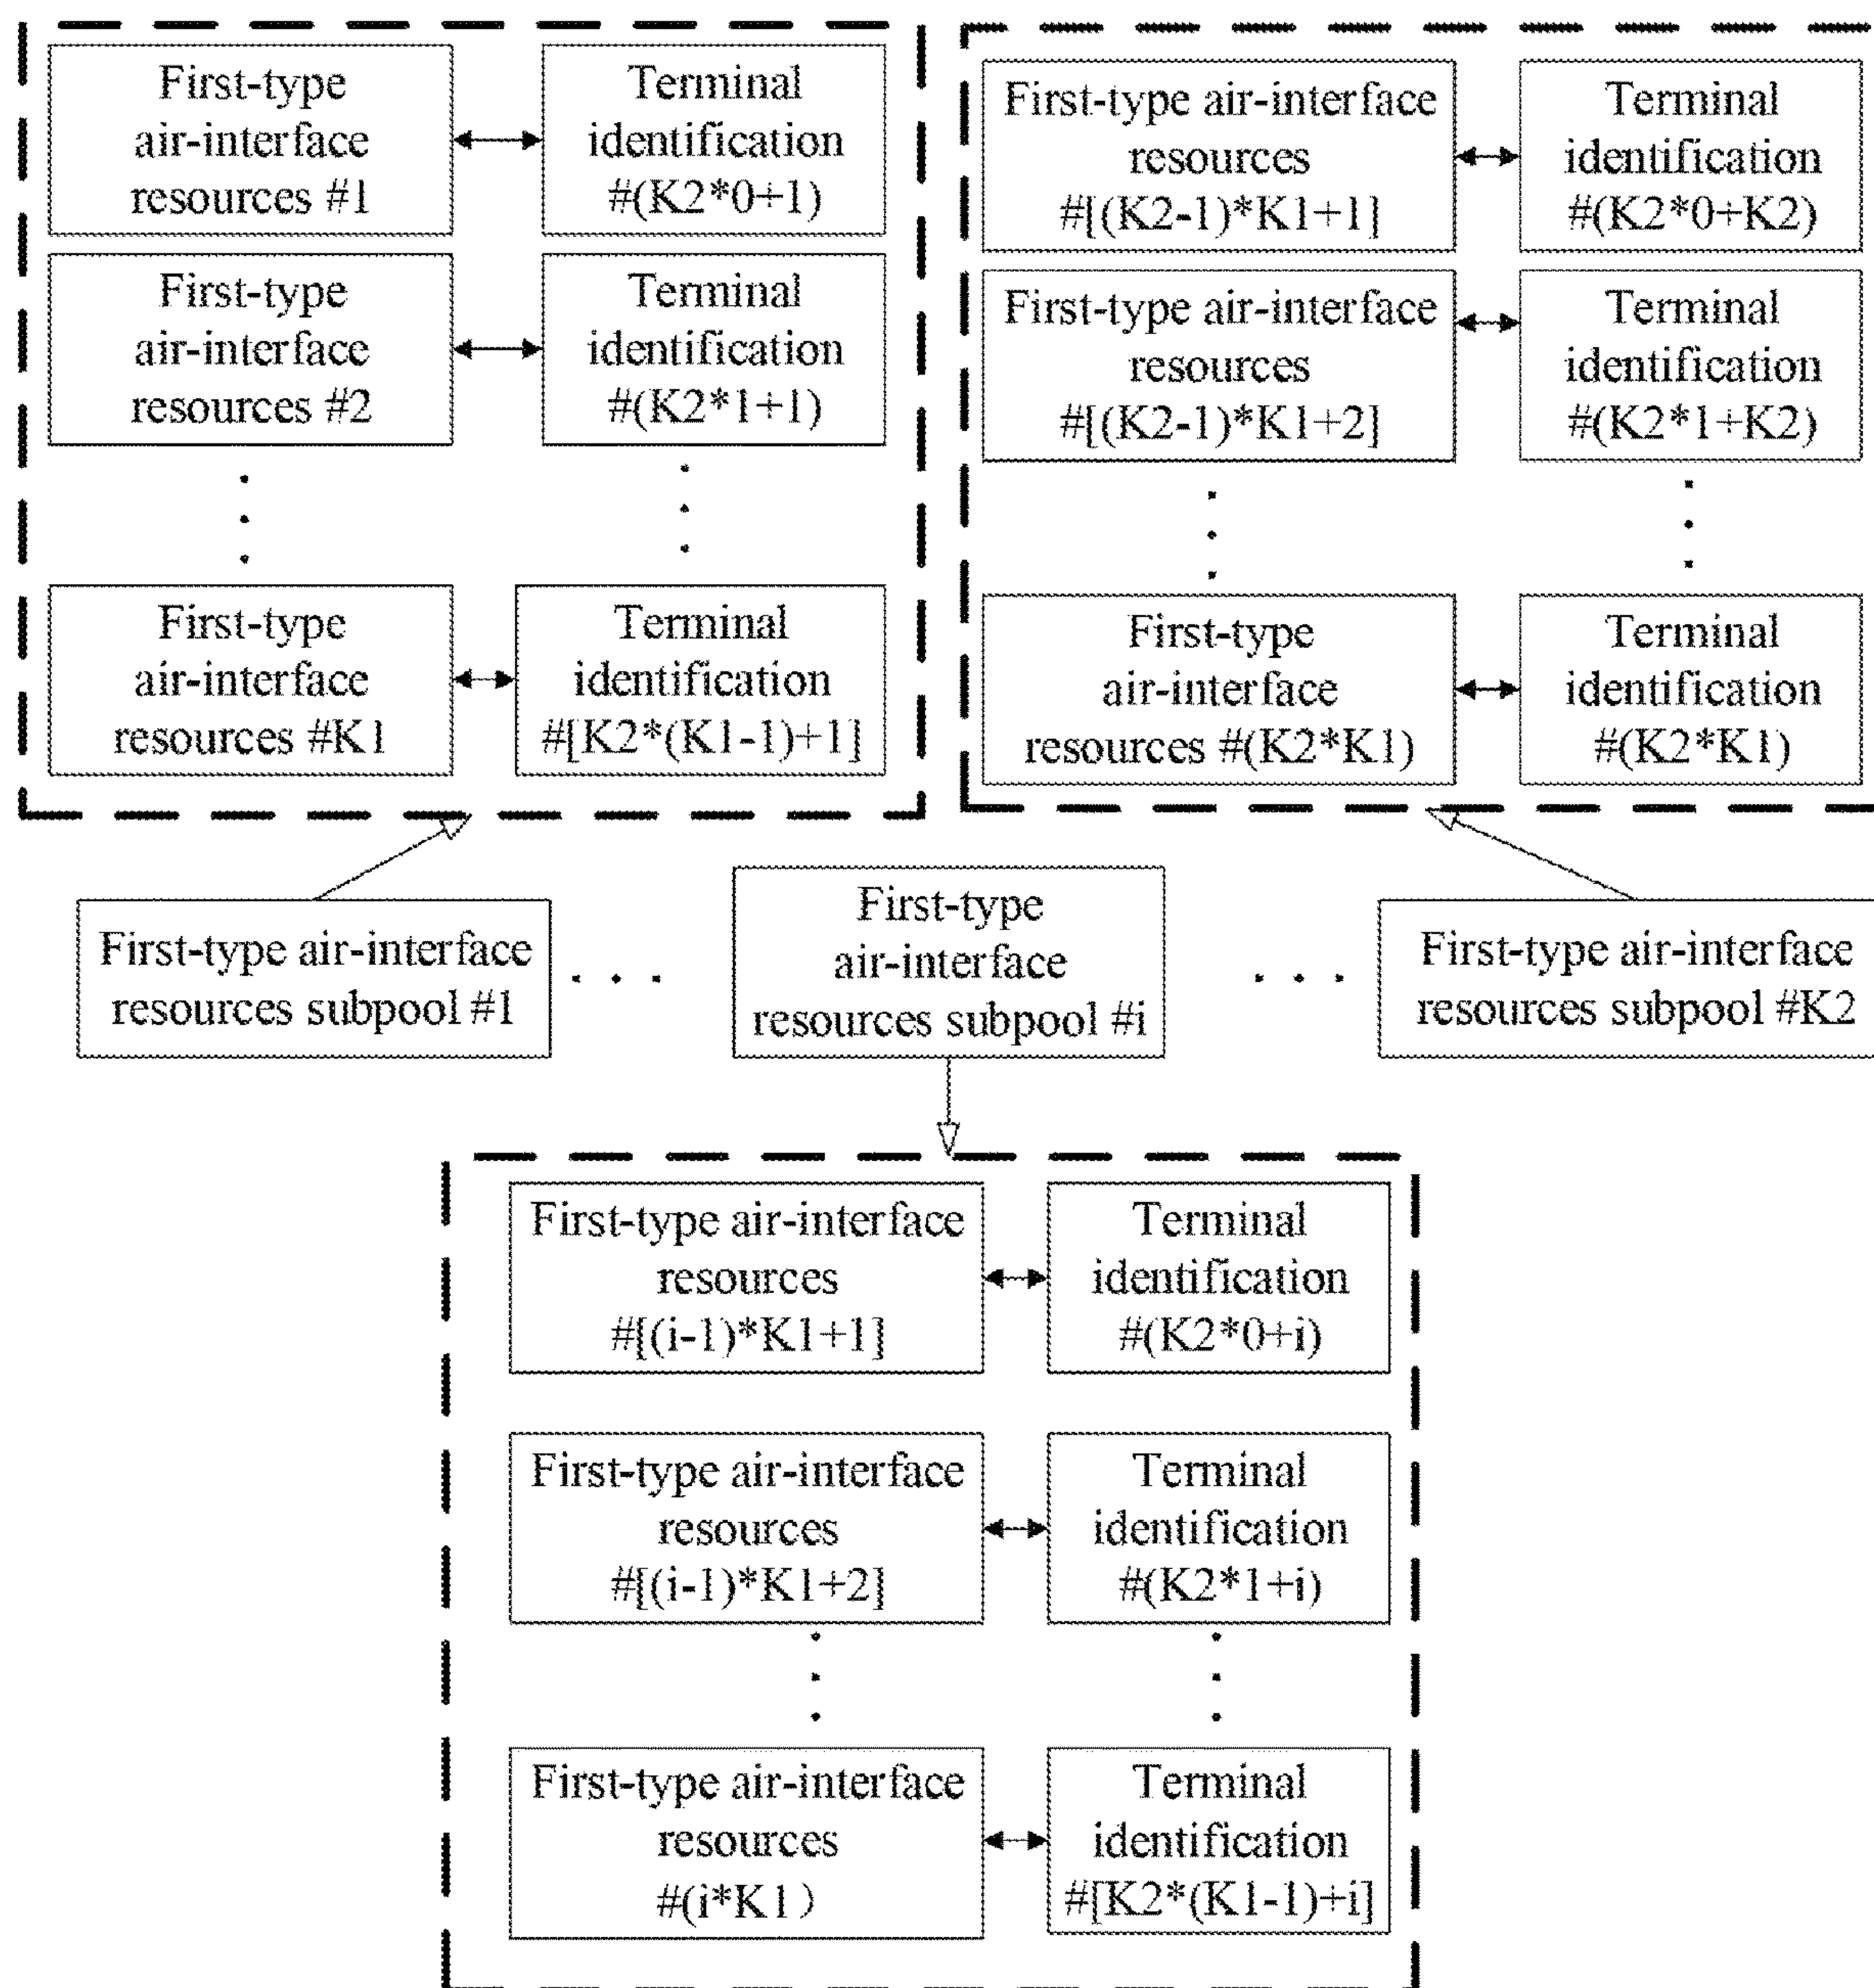 First-type
air-interface
resources #1
Terminal
identification
#(K2*0+1)
First-type
air-interface
resources #2
Terminal
identification
#(K2*1+1)
First-type
air-interface
resources #K1
Terminal
identification
#[K2*(K1-1)+1]
First-type air-interface
resources
#[(K2-1)*K1+1]
Terminal
identification
#(K2*0+K2)
First-type air-interface
resources
#[(K2-1)*K1+2]
Terminal
identification
#(K2*1+K2)
First-type
air-interface
resources #(K2*K1)
Terminal
identification
#(K2*K1)
First-type air-interface
resources subpool #1
First-type
air-interface
resources subpool #i
First-type air-interface
resources subpool #K2
First-type air-interface
resources
#[(i-1)*K1+1]
Terminal
identification
#(K2*0+i)
First-type air-interface
resources
#[(i-1)*K1+2]
Terminal
identification
#(K2*1+i)
First-type air-interface
resources
#(i*K1)
Terminal
identification
#[K2*(K1-1)+i]